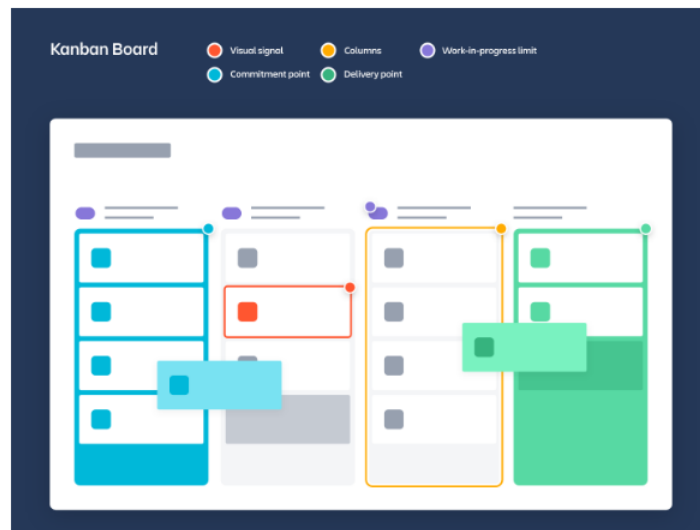 Kanban Board
Visual signal
Columns
Work-in-progress limit
Commitment point
Delivery point